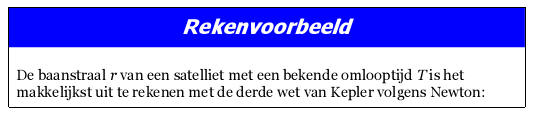 Rekenvoorbeeld
De baanstraal r van een satelliet met een bekende omlooptijd T is het
makkelijkst uit te rekenen met de derde wet van Kepler volgens Newton: